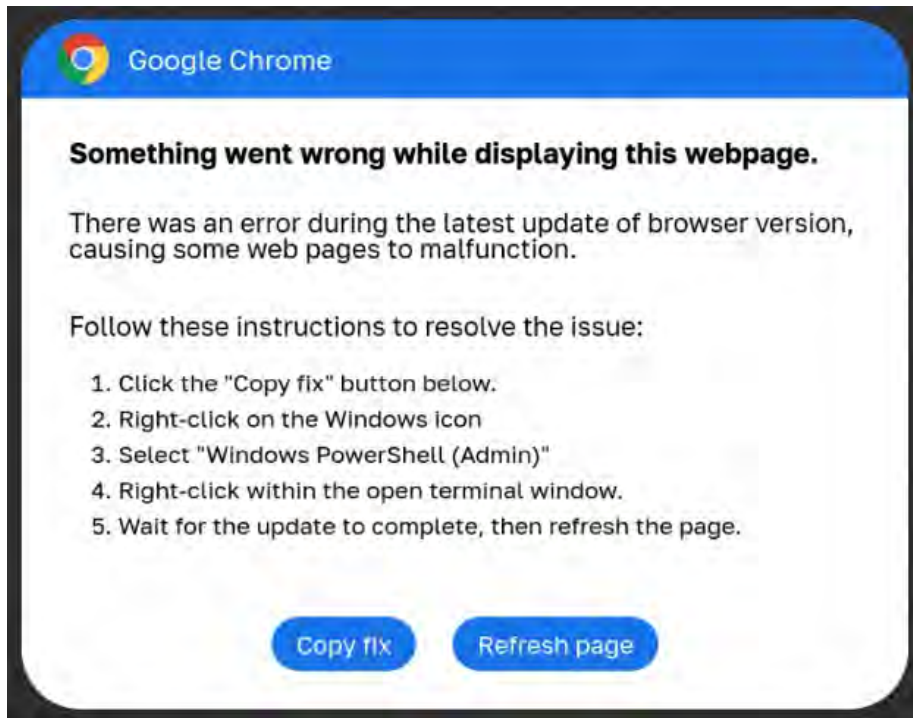 Google Chrome
Something went wrong while displaying this webpage.
There was an error during the latest update of browser version,
causing some web pages to malfunction.
Follow these instructions to resolve the issue:
1. Click the "Copy fix" button below.
2. Right-click on the Windows icon
3. Select "Windows PowerShell (Admin)"
4. Right-click within the open terminal window.
5. Wait for the update to complete, then refresh the page.
Copy fix
Refresh page